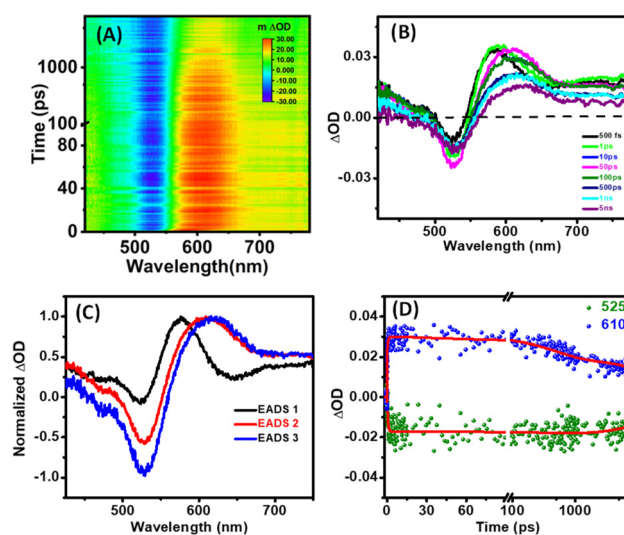 (A)
m ΔOD
30.00
20.00
10.00
0.000
-10.00
-20.00
-30.00
Time (ps)
1000
100
80
40
0
500 600 700
Wavelength(nm)
(B)
ΔOD
0.03
0.00
-0.03
500 fs
1ps
10ps
50ps
100ps
500ps
1ns
5ns
500 600 700
Wavelength (nm)
(C)
Normalized ΔOD
1.0
0.5
0.0
-0.5
-1.0
EADS 1
EADS 2
EADS 3
500 600 700
Wavelength (nm)
(D)
525
610
ΔOD
0.04
0.02
0.00
-0.02
-0.04
0 30 60 100 1000
Time (ps)